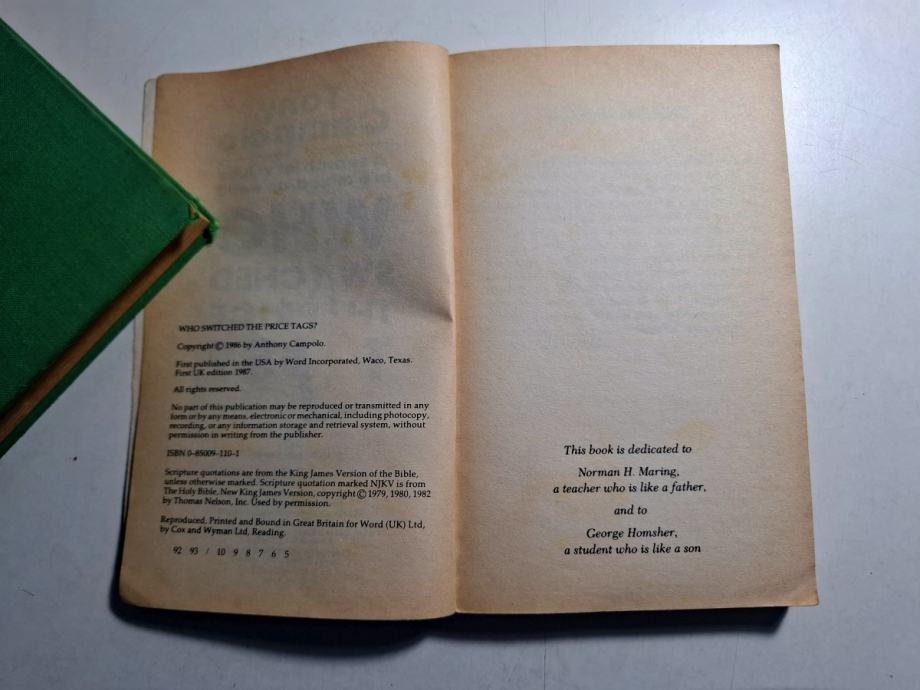 WHO SWITCHED THE PRICE TAGS?
Copyright © 1986 by Anthony Campolo.
First published in the USA by Word Incorporated, Waco, Texas.
First UK edition 1987.
All rights reserved.
No part of this publication may be reproduced or transmitted in any
form or by any means, electronic or mechanical, including photocopy,
recording, or any information storage and retrieval system, without
permission in writing from the publisher.
ISBN 0-85009-110-1
Scripture quotations are from the King James Version of the Bible,
unless otherwise marked. Scripture quotation marked NJKV is from
The Holy Bible, New King James Version, copyright © 1979, 1980, 1982
by Thomas Nelson, Inc. Used by permission.
Reproduced, Printed and Bound in Great Britain for Word (UK) Ltd,
by Cox and Wyman Ltd, Reading.
92 93 / 10 9 8 7 6 5
This book is dedicated to
Norman H. Maring,
a teacher who is like a father,
and to
George Homsher,
a student who is like a son